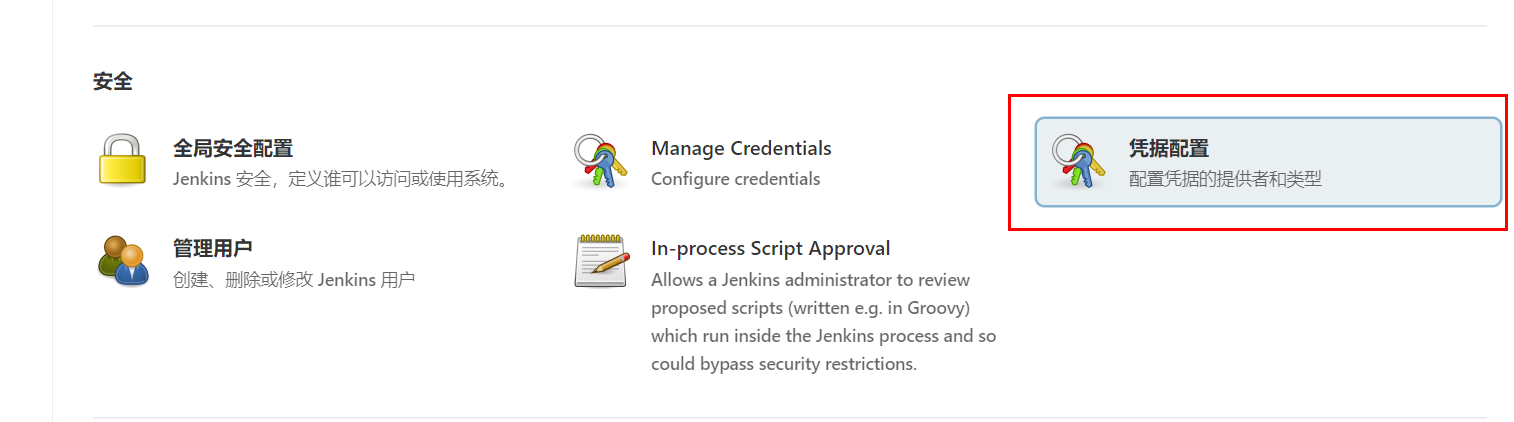 安全
全局安全配置
Jenkins 安全，定义谁可以访问或使用系统。
Manage Credentials
Configure credentials
凭据配置
配置凭据的提供者和类型
管理用户
创建、删除或修改 Jenkins 用户
In-process Script Approval
Allows a Jenkins administrator to review
proposed scripts (written e.g. in Groovy)
which run inside the Jenkins process and so
could bypass security restrictions.